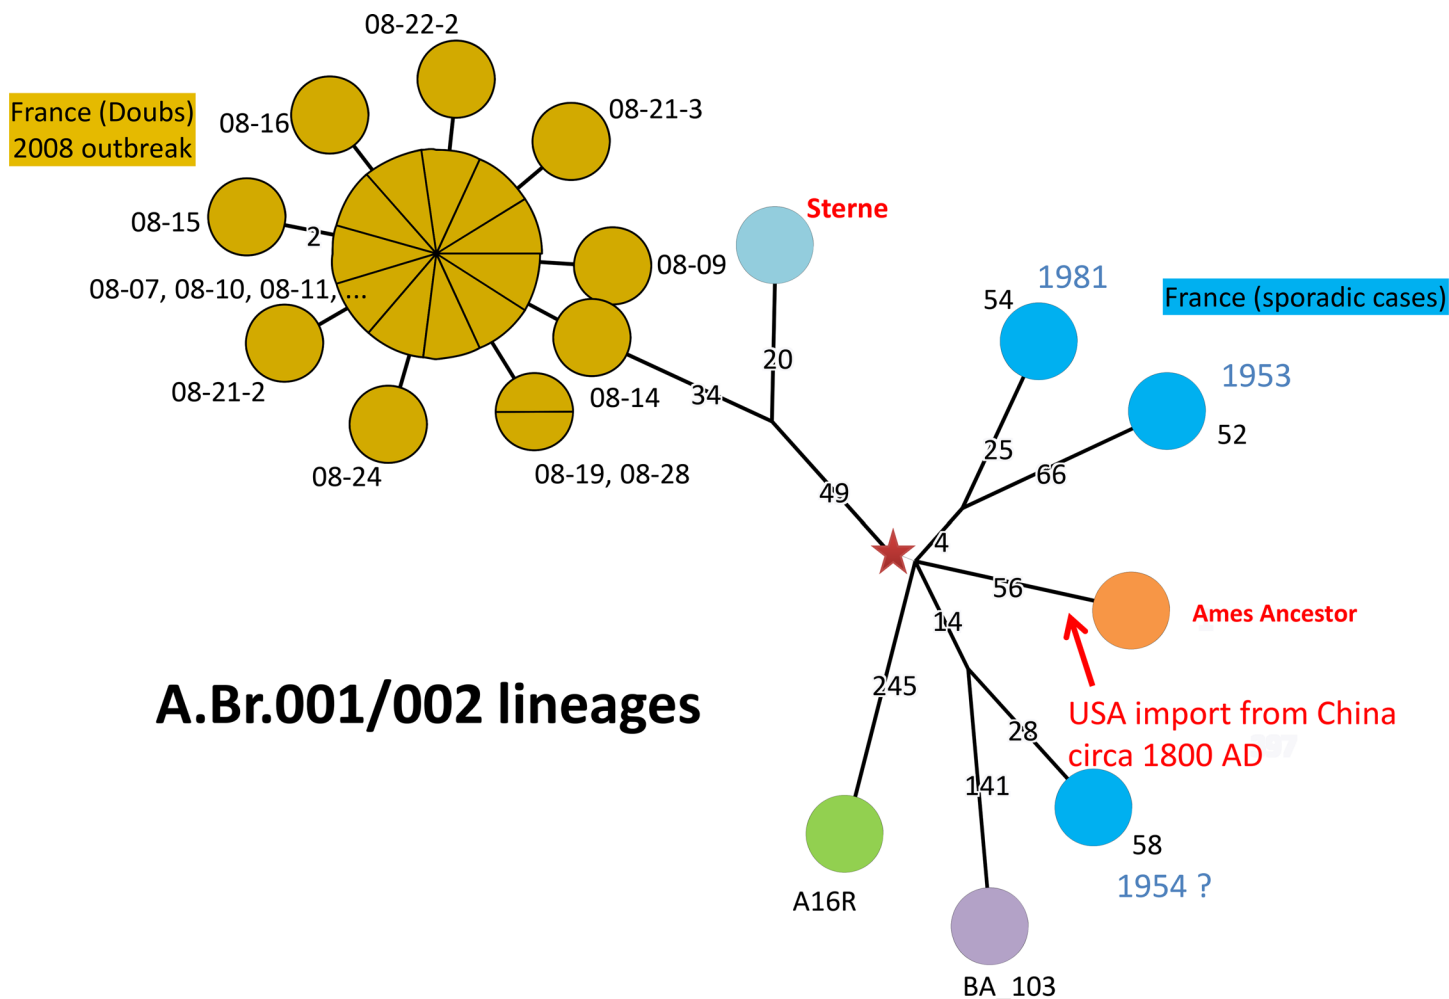 08-22-2
France (Doubs)
2008 outbreak
08-16
08-21-3
08-15
2
Sterne
08-09
08-07, 08-10, 08-11, ...
1981
54
France (sporadic cases)
20
1953
08-21-2
34
08-14
52
25
66
08-24
08-19, 08-28
49
4
56
Ames Ancestor
14
245
A.Br.001/002 lineages
USA import from China
circa 1800 AD
28
141
58
1954 ?
A16R
BA_103